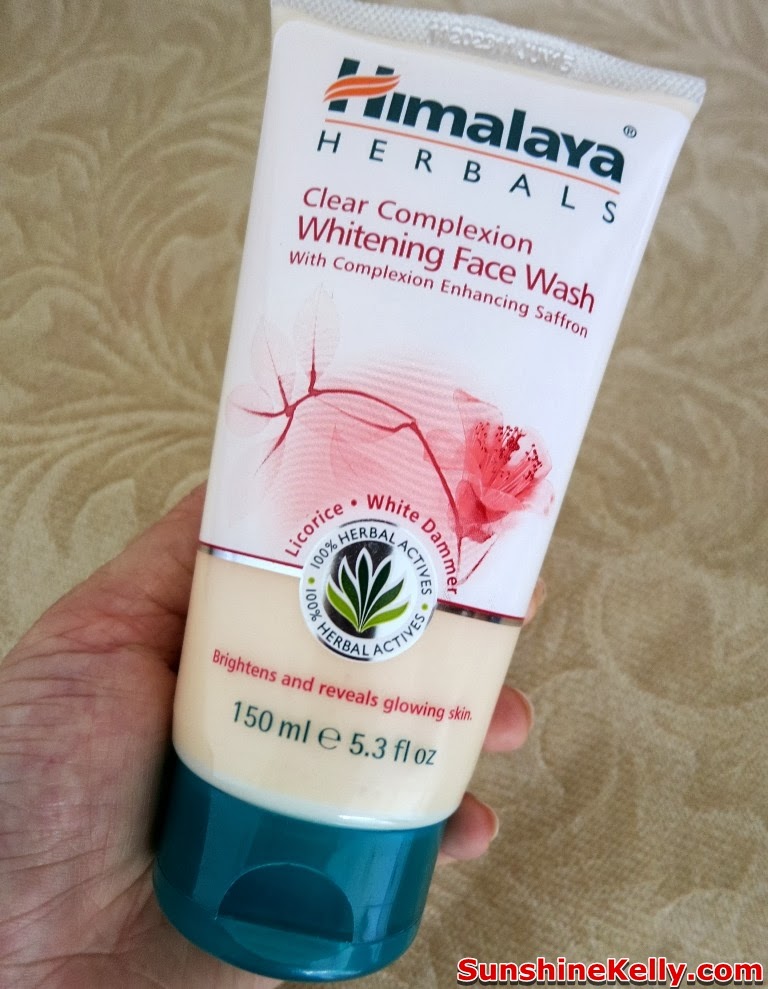 Himalaya®
HERBALS
Clear Complexion
Whitening Face Wash
With Complexion Enhancing Saffron
Licorice • White Dammer
100% HERBAL ACTIVES •
100% HERBAL ACTIVES •
Brightens and reveals glowing skin.
150 ml ℮ 5.3 fl oz
SunshineKelly.com